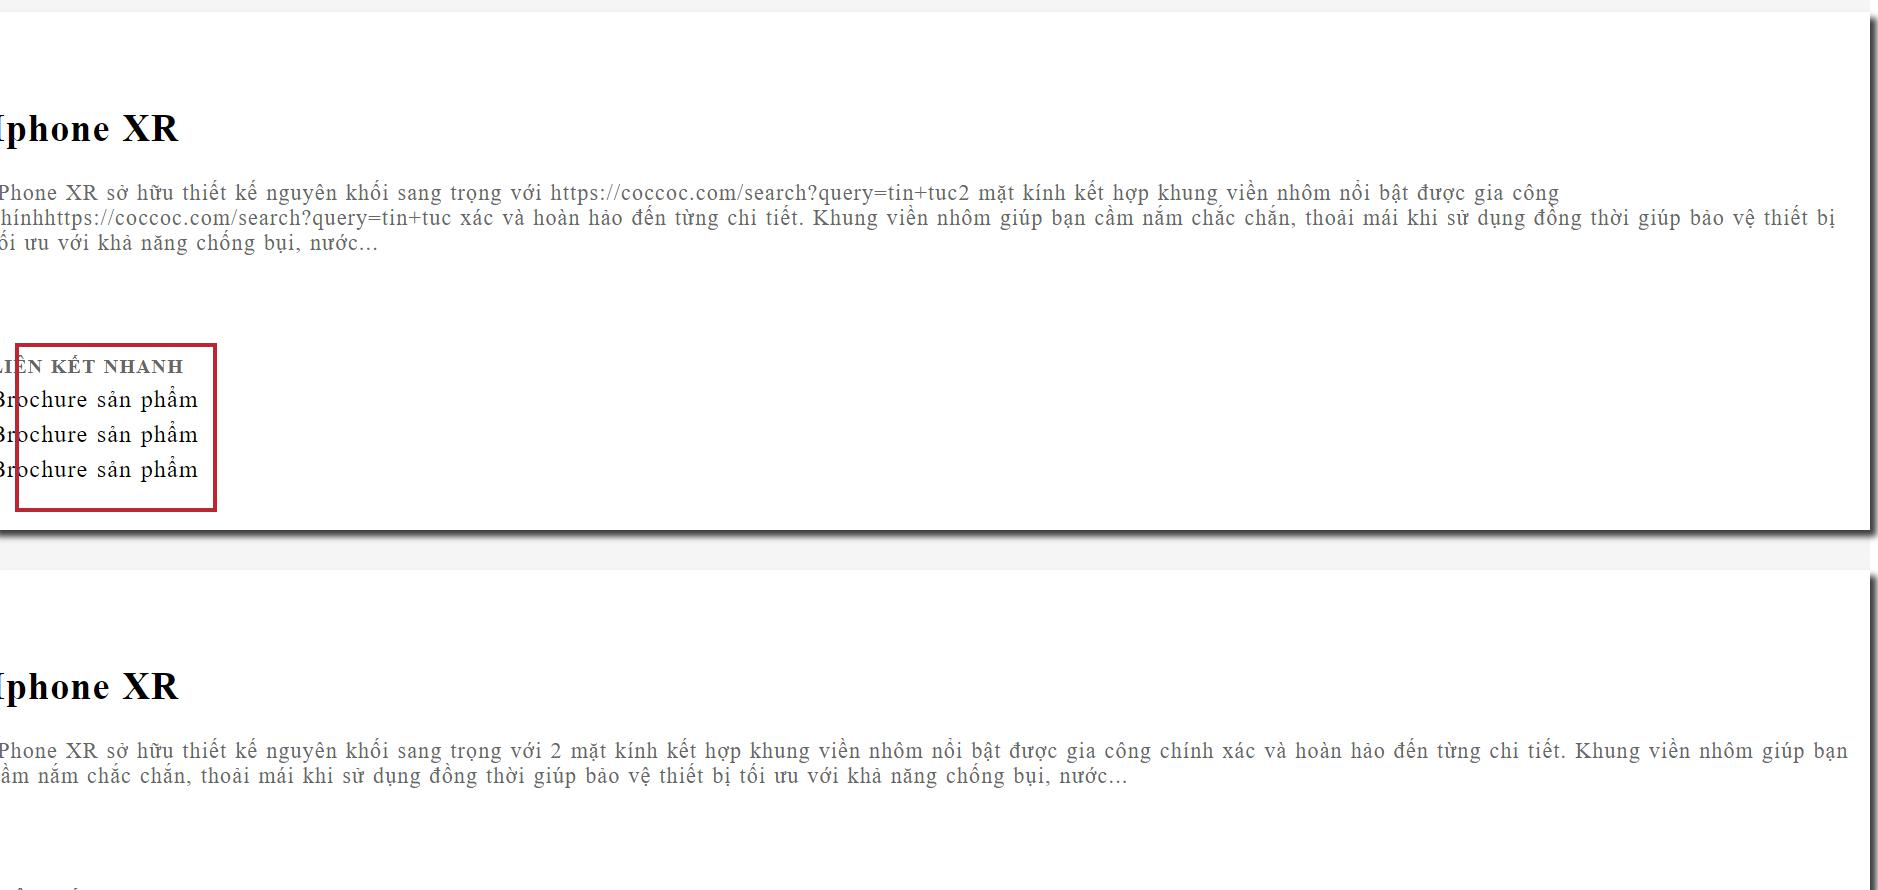 Iphone XR
Phone XR sở hữu thiết kế nguyên khối sang trọng với https://coccoc.com/search?query=tin+tuc2 mặt kính kết hợp khung viền nhôm nổi bật được gia công
hínhhttps://coccoc.com/search?query=tin+tuc xác và hoàn hảo đến từng chi tiết. Khung viền nhôm giúp bạn cầm nắm chắc chắn, thoải mái khi sử dụng đồng thời giúp bảo vệ thiết bị
ối ưu với khả năng chống bụi, nước...
LIÊN KẾT NHANH
Brochure sản phẩm
Brochure sản phẩm
Brochure sản phẩm
Iphone XR
Phone XR sở hữu thiết kế nguyên khối sang trọng với 2 mặt kính kết hợp khung viền nhôm nổi bật được gia công chính xác và hoàn hảo đến từng chi tiết. Khung viền nhôm giúp bạn
ầm nắm chắc chắn, thoải mái khi sử dụng đồng thời giúp bảo vệ thiết bị tối ưu với khả năng chống bụi, nước...